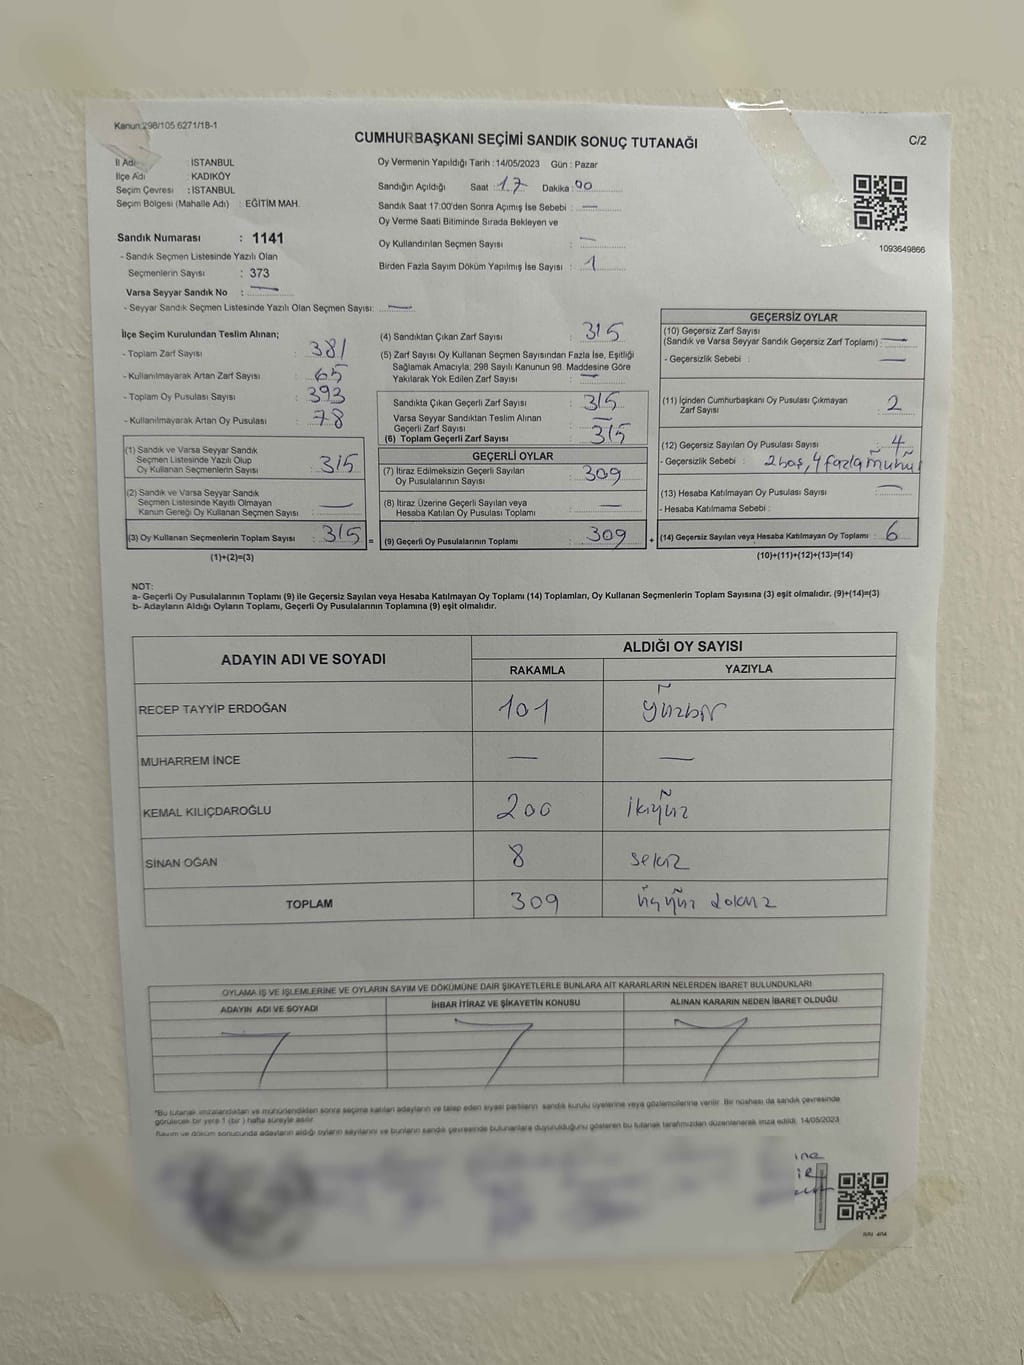 Kanun:298/105 6271/18-1
CUMHURBAŞKANI SEÇİMİ SANDIK SONUÇ TUTANAĞI
C/2
İl Adı : İSTANBUL
İlçe Adı : KADIKÖY
Seçim Çevresi : İSTANBUL
Seçim Bölgesi (Mahalle Adı) : EĞİTİM MAH.
Oy Vermenin Yapıldığı Tarih : 14/05/2023 Gün : Pazar
Sandığın Açıldığı Saat : 17 Dakika : 00
Sandık Saat 17:00'den Sonra Açımış İse Sebebi : —
Oy Verme Saati Bitiminde Sırada Bekleyen ve
Oy Kullandırılan Seçmen Sayısı : —
Birden Fazla Sayım Döküm Yapılmış İse Sayısı : 1
1093649866
Sandık Numarası : 1141
- Sandık Seçmen Listesinde Yazılı Olan
Seçmenlerin Sayısı : 373
Varsa Seyyar Sandık No : —
- Seyyar Sandık Seçmen Listesinde Yazılı Olan Seçmen Sayısı: —
İlçe Seçim Kurulundan Teslim Alınan;
- Toplam Zarf Sayısı : 381
- Kullanılmayarak Artan Zarf Sayısı : 65
- Toplam Oy Pusulası Sayısı : 393
- Kullanılmayarak Artan Oy Pusulası : 78
(1) Sandık ve Varsa Seyyar Sandık
Seçmen Listesinde Yazılı Olup
Oy Kullanan Seçmenlerin Sayısı : 315
(2) Sandık ve Varsa Seyyar Sandık
Seçmen Listesinde Kayıtlı Olmayan
Kanun Gereği Oy Kullanan Seçmen Sayısı : —
(3) Oy Kullanan Seçmenlerin Toplam Sayısı : 315 =
(1)+(2)=(3)
(4) Sandıktan Çıkan Zarf Sayısı : 315
(5) Zarf Sayısı Oy Kullanan Seçmen Sayısından Fazla İse, Eşitliği
Sağlamak Amacıyla; 298 Sayılı Kanunun 98. Maddesine Göre
Yakılarak Yok Edilen Zarf Sayısı : —
Sandıkta Çıkan Geçerli Zarf Sayısı : 315
Varsa Seyyar Sandıktan Teslim Alınan
Geçerli Zarf Sayısı : —
(6) Toplam Geçerli Zarf Sayısı : 315
GEÇERLİ OYLAR
(7) İtiraz Edilmeksizin Geçerli Sayılan
Oy Pusulalarının Sayısı : 309
(8) İtiraz Üzerine Geçerli Sayılan veya
Hesaba Katılan Oy Pusulası Toplamı : —
(9) Geçerli Oy Pusulalarının Toplamı : 309 +
GEÇERSİZ OYLAR
(10) Geçersiz Zarf Sayısı
(Sandık ve Varsa Seyyar Sandık Geçersiz Zarf Toplamı) : —
- Geçersizlik Sebebi : —
(11) İçinden Cumhurbaşkanı Oy Pusulası Çıkmayan
Zarf Sayısı : 2
(12) Geçersiz Sayılan Oy Pusulası Sayısı : 4
- Geçersizlik Sebebi : 2 boş, 4 fazla mühür
(13) Hesaba Katılmayan Oy Pusulası Sayısı : —
- Hesaba Katılmama Sebebi :
(14) Geçersiz Sayılan veya Hesaba Katılmayan Oy Toplamı : 6
(10)+(11)+(12)+(13)=(14)
NOT:
a- Geçerli Oy Pusulalarının Toplamı (9) ile Geçersiz Sayılan veya Hesaba Katılmayan Oy Toplamı (14) Toplamları, Oy Kullanan Seçmenlerin Toplam Sayısına (3) eşit olmalıdır. (9)+(14)=(3)
b- Adayların Aldığı Oyların Toplamı, Geçerli Oy Pusulalarının Toplamına (9) eşit olmalıdır.
ADAYIN ADI VE SOYADI
ALDIĞI OY SAYISI
RAKAMLA YAZIYLA
RECEP TAYYİP ERDOĞAN 101 yüzbir
MUHARREM İNCE — —
KEMAL KILIÇDAROĞLU 200 ikiyüz
SİNAN OĞAN 8 sekiz
TOPLAM 309 üçyüz dokuz
OYLAMA İŞ VE İŞLEMLERİNE VE OYLARIN SAYIM VE DÖKÜMÜNE DAİR ŞİKAYETLERLE BUNLARA AİT KARARLARIN NELERDEN İBARET BULUNDUKLARI
ADAYIN ADI VE SOYADI İHBAR İTİRAZ VE ŞİKAYETİN KONUSU ALINAN KARARIN NEDEN İBARET OLDUĞU
*Bu tutanak imzalandıktan ve mühürlendikten sonra seçime katılan adayların ve talep eden siyasi partilerin sandık kurulu üyelerine veya gözlemcilerine verilir. Bir nüshası da sandık çevresinde
görülecek bir yere 1 (bir) hafta süreyle asılır.
Sayım ve döküm sonucunda adayların aldığı oyların sayılarını ve bunların sandık çevresinde bulunanlara duyurulduğunu gösteren bu tutanak tarafımızdan düzenlenerek imza edildi. 14/05/2023